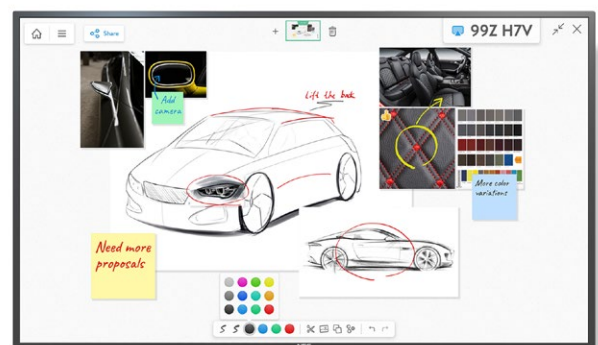 Share
99Z H7V
Lift the back
Add
camera
More color
variations
Need more
proposals